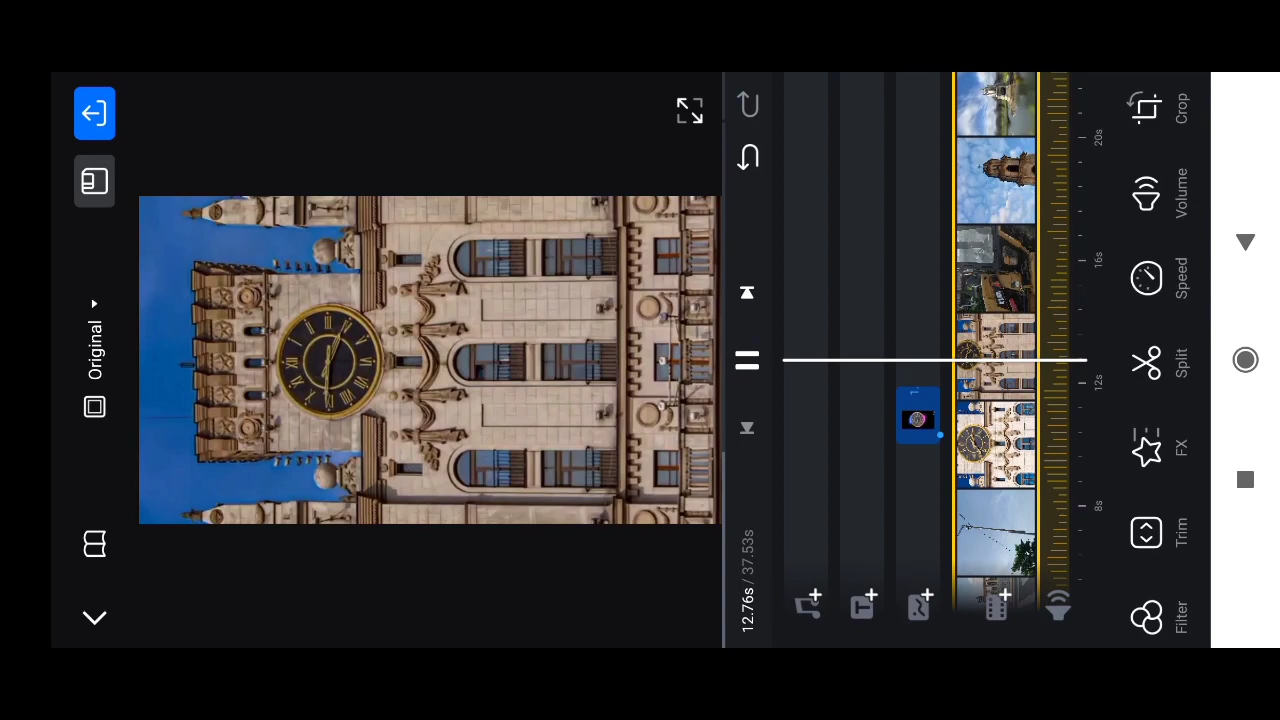 Original
12.76s / 37.53s
8s
12s
16s
20s
Filter
Trim
FX
Split
Speed
Volume
Crop